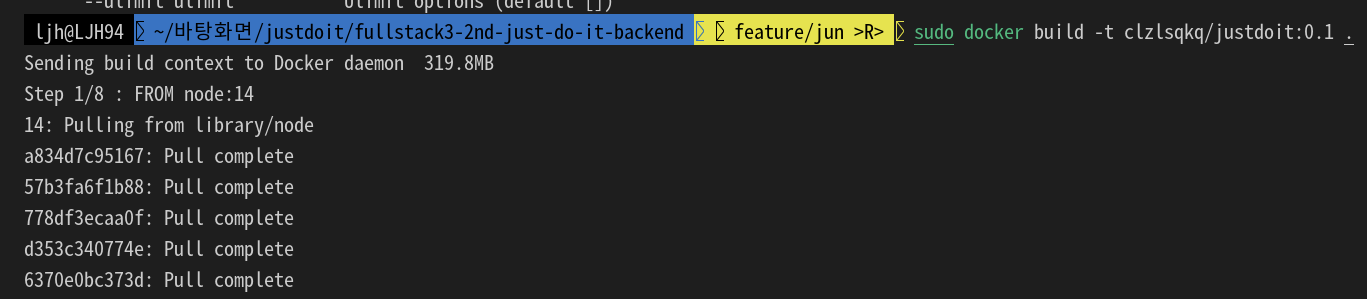 --ulimit ulimit Ulimit options (default [])
ljh@LJH94 ~/바탕화면/justdoit/fullstack3-2nd-just-do-it-backend feature/jun >R> sudo docker build -t clzlsqkq/justdoit:0.1 .
Sending build context to Docker daemon 319.8MB
Step 1/8 : FROM node:14
14: Pulling from library/node
a834d7c95167: Pull complete
57b3fa6f1b88: Pull complete
778df3ecaa0f: Pull complete
d353c340774e: Pull complete
6370e0bc373d: Pull complete